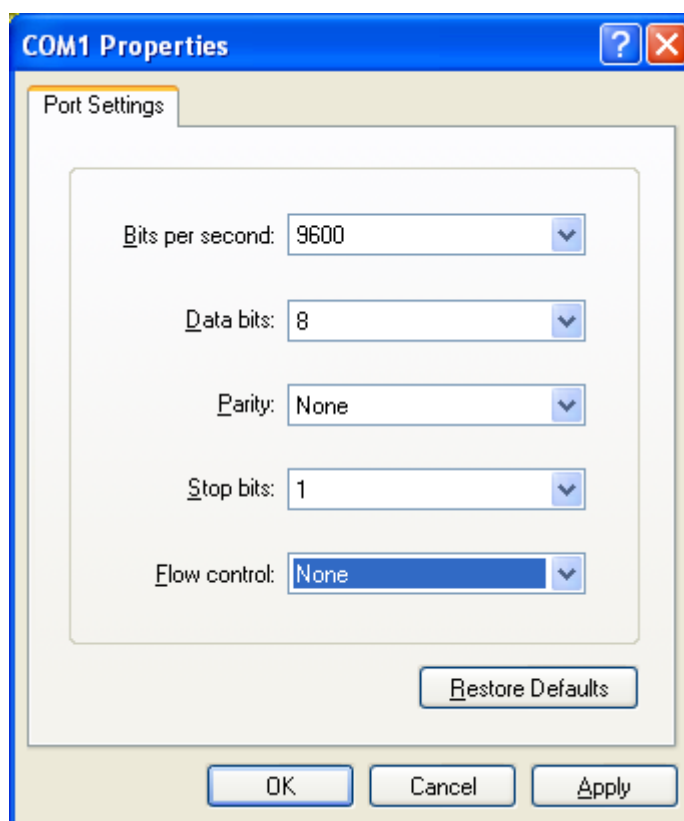 COM1 Properties
Port Settings
Bits per second: 9600
Data bits: 8
Parity: None
Stop bits: 1
Flow control: None
Restore Defaults
OK Cancel Apply